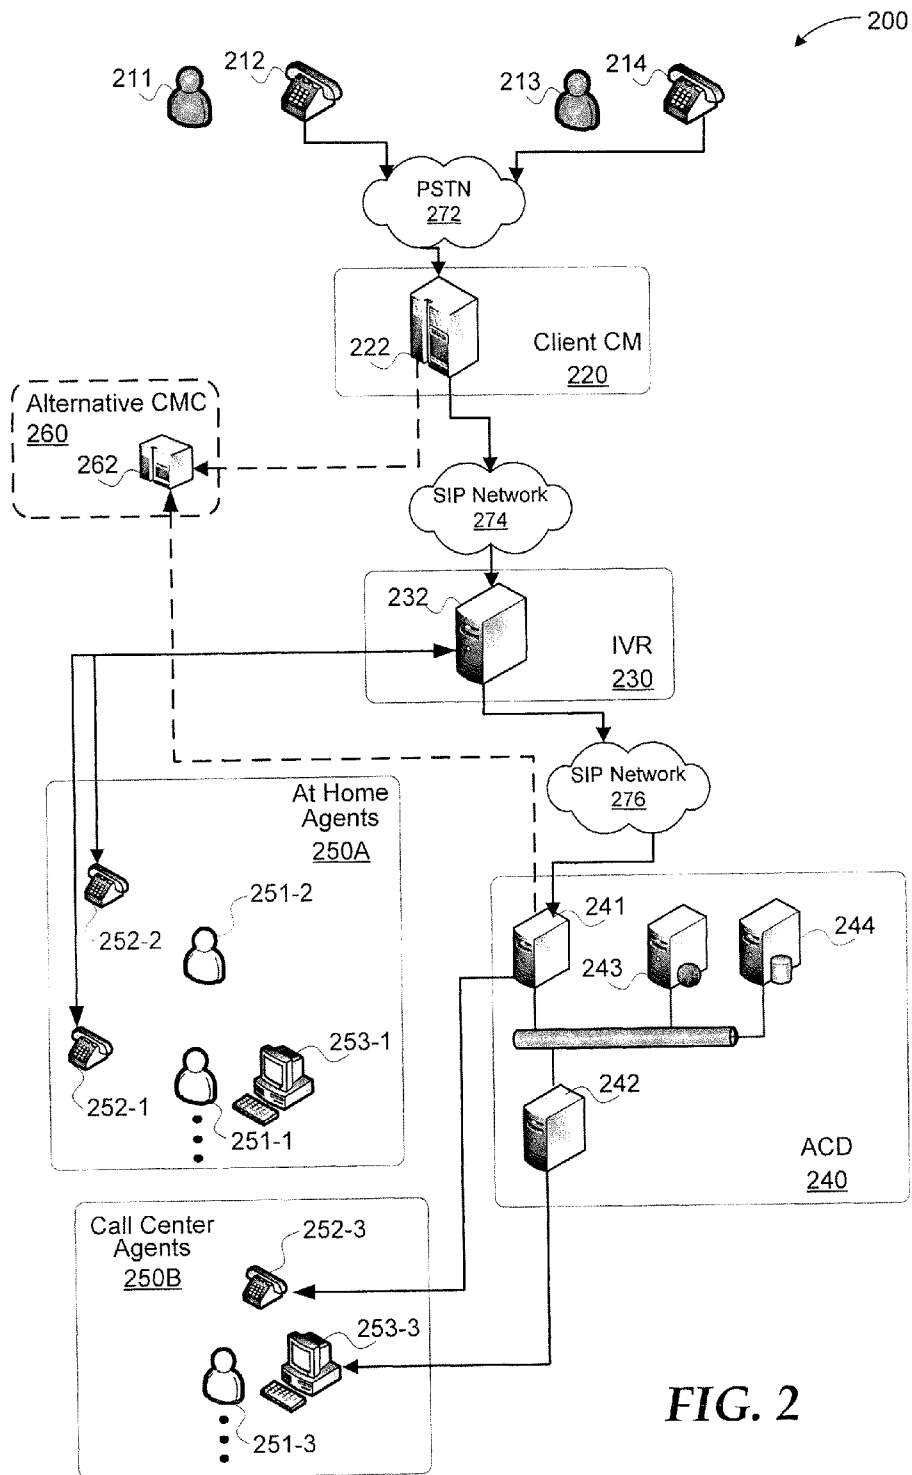 200
211
212
213
214
PSTN
272
222
Client CM
220
Alternative CMC
260
262
SIP Network
274
232
IVR
230
SIP Network
276
At Home
Agents
250A
251-2
252-2
241
243
244
253-1
252-1
251-1
242
ACD
240
Call Center
Agents
250B
252-3
253-3
251-3
FIG. 2